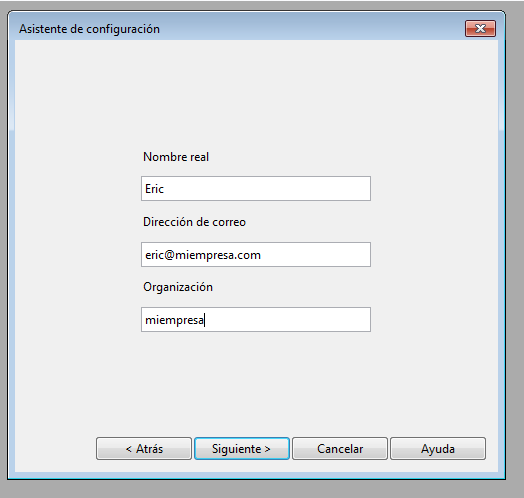 Asistente de configuración
Nombre real
Eric
Dirección de correo
eric@miempresa.com
Organización
miempresa
< Atrás Siguiente > Cancelar Ayuda